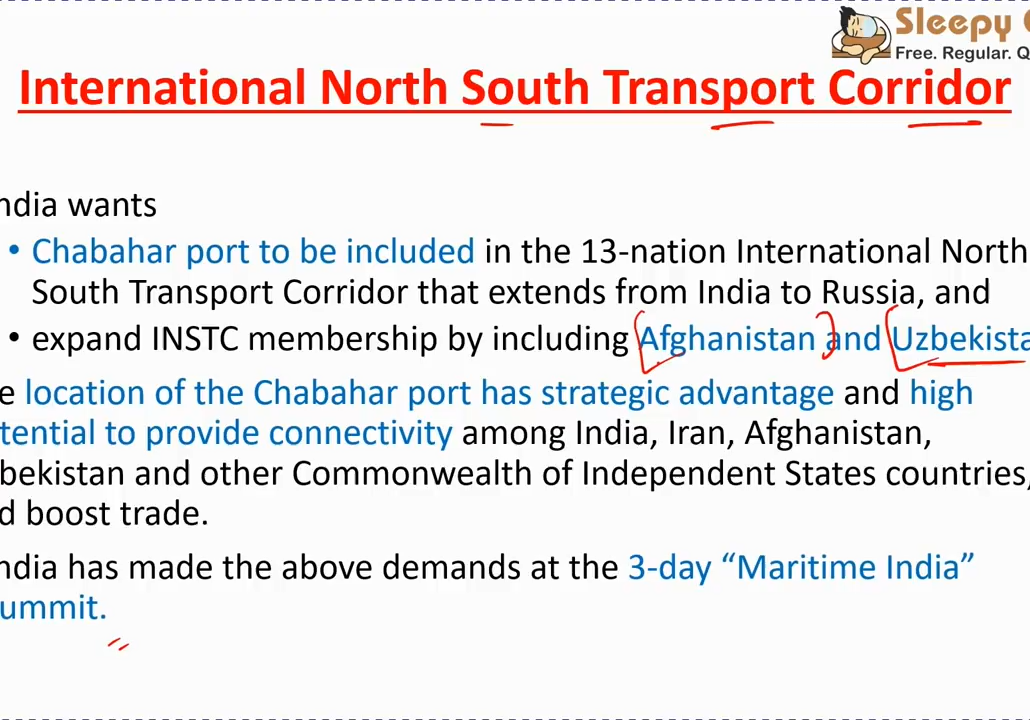 Sleepy
Free. Regular.
International North South Transport Corridor
ndia wants
• Chabahar port to be included in the 13-nation International North
South Transport Corridor that extends from India to Russia, and
• expand INSTC membership by including Afghanistan and Uzbekista
e location of the Chabahar port has strategic advantage and high
tential to provide connectivity among India, Iran, Afghanistan,
bekistan and other Commonwealth of Independent States countries,
d boost trade.
ndia has made the above demands at the 3-day “Maritime India”
ummit.